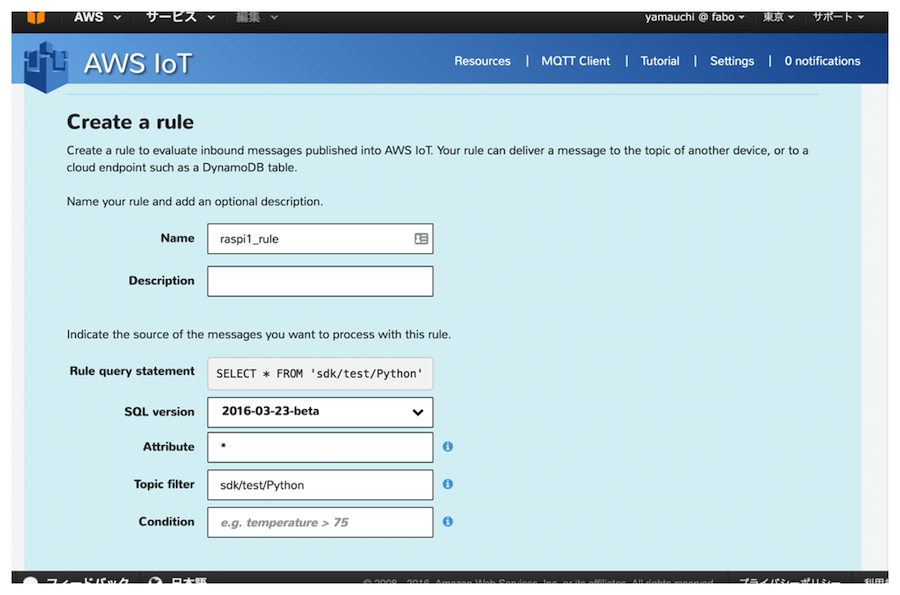 AWS サービス 編集 yamauchi @ fabo 東京 サポート
AWS IoT Resources | MQTT Client | Tutorial | Settings | 0 notifications
Create a rule
Create a rule to evaluate inbound messages published into AWS IoT. Your rule can deliver a message to the topic of another device, or to a
cloud endpoint such as a DynamoDB table.
Name your rule and add an optional description.
Name raspi1_rule
Description
Indicate the source of the messages you want to process with this rule.
Rule query statement SELECT * FROM 'sdk/test/Python'
SQL version 2016-03-23-beta
Attribute *
Topic filter sdk/test/Python
Condition e.g. temperature > 75
フィードバック 日本語 © 2008 - 2016, Amazon Web Services, Inc. or its affiliates. All rights reserved. プライバシーポリシー 利用